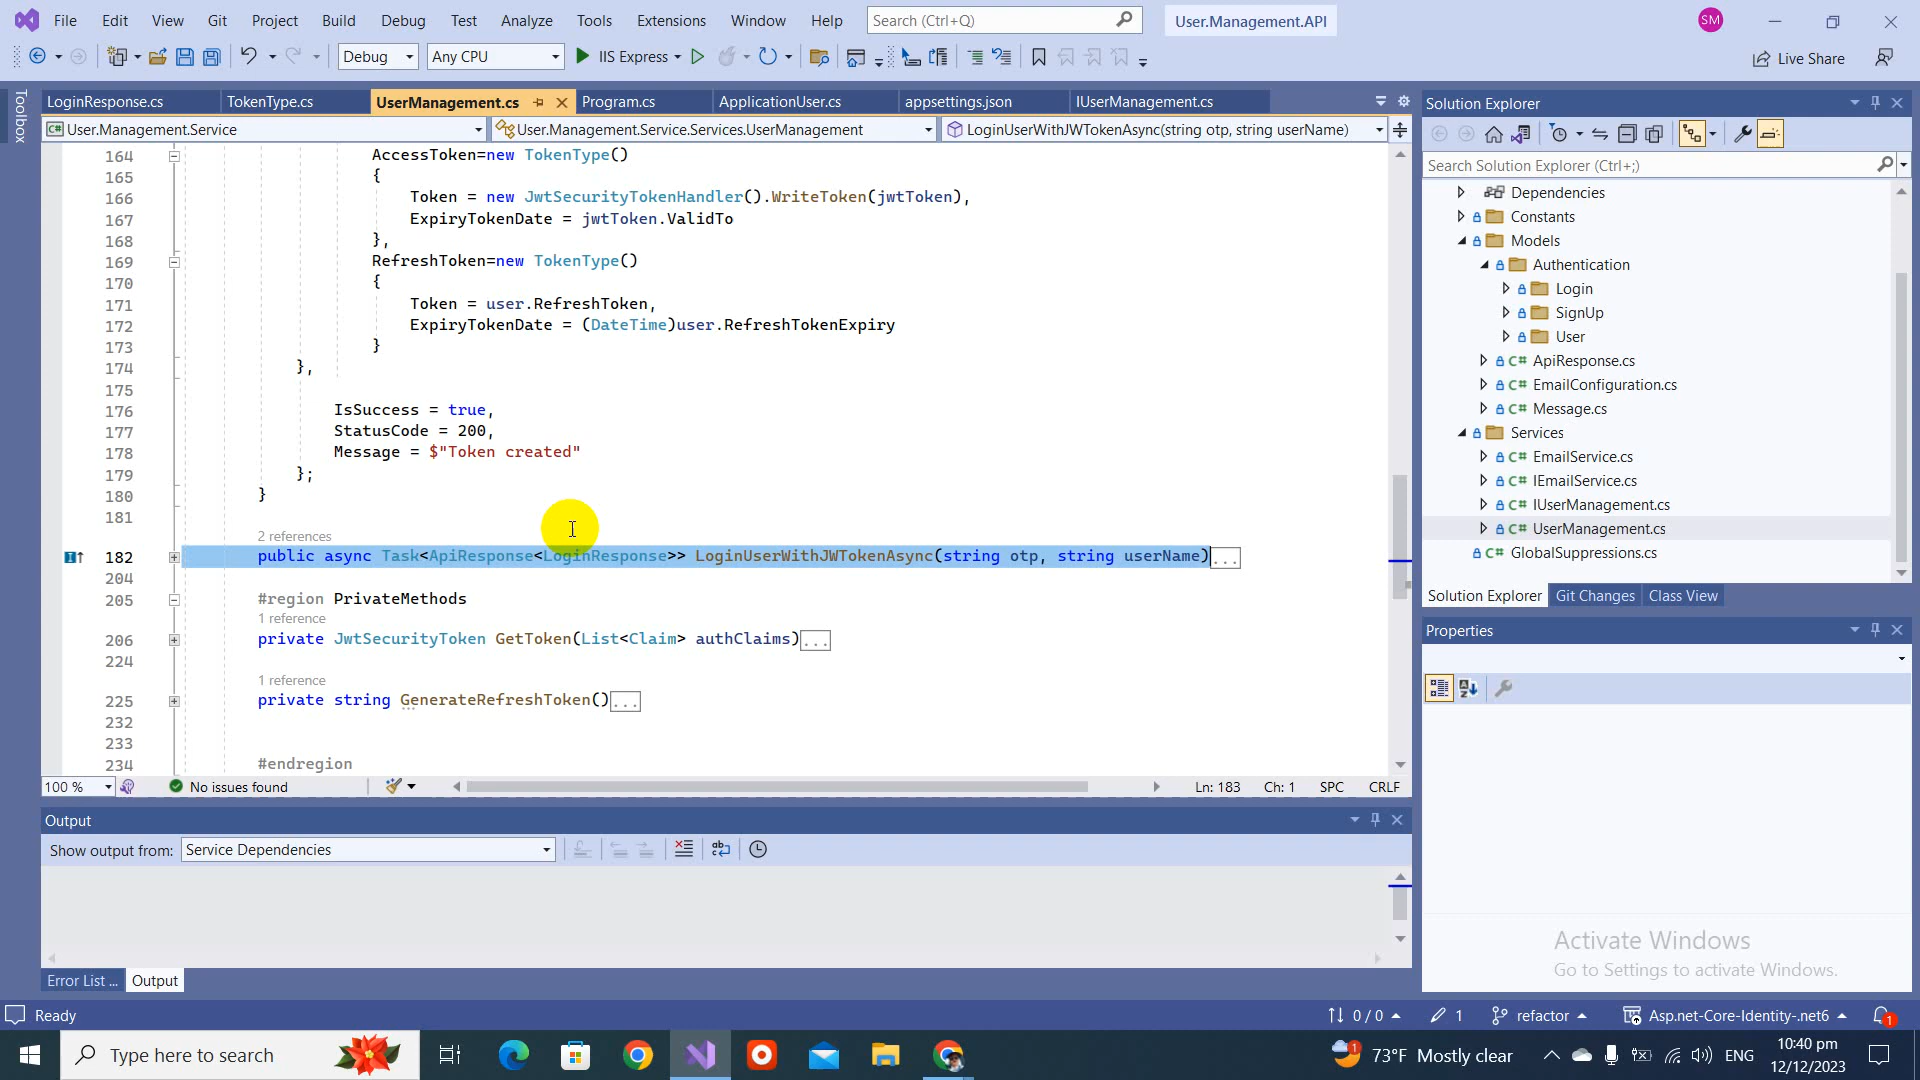 File Edit View Git Project Build Debug Test Analyze Tools Extensions Window Help Search (Ctrl+Q) User.Management.API SM
Debug Any CPU IIS Express Live Share
Toolbox
LoginResponse.cs TokenType.cs UserManagement.cs Program.cs ApplicationUser.cs appsettings.json IUserManagement.cs
User.Management.Service User.Management.Service.Services.UserManagement LoginUserWithJWTokenAsync(string otp, string userName)
164 AccessToken=new TokenType()
165 {
166 Token = new JwtSecurityTokenHandler().WriteToken(jwtToken),
167 ExpiryTokenDate = jwtToken.ValidTo
168 },
169 RefreshToken=new TokenType()
170 {
171 Token = user.RefreshToken,
172 ExpiryTokenDate = (DateTime)user.RefreshTokenExpiry
173 }
174 },
175
176 IsSuccess = true,
177 StatusCode = 200,
178 Message = $"Token created"
179 };
180 }
181
2 references
182 public async Task<ApiResponse<LoginResponse>> LoginUserWithJWTokenAsync(string otp, string userName)...
204
205 #region PrivateMethods
1 reference
206 private JwtSecurityToken GetToken(List<Claim> authClaims)...
224
1 reference
225 private string GenerateRefreshToken()...
232
233
234 #endregion
100 % No issues found Ln: 183 Ch: 1 SPC CRLF
Output
Show output from: Service Dependencies
Error List ... Output
Solution Explorer
Search Solution Explorer (Ctrl+;)
Dependencies
Constants
Models
Authentication
Login
SignUp
User
C# ApiResponse.cs
C# EmailConfiguration.cs
C# Message.cs
Services
C# EmailService.cs
C# IEmailService.cs
C# IUserManagement.cs
C# UserManagement.cs
C# GlobalSuppressions.cs
Solution Explorer Git Changes Class View
Properties
Activate Windows
Go to Settings to activate Windows.
Ready 0 / 0 1 refactor Asp.net-Core-Identity-.net6 1
Type here to search 1 73°F Mostly clear ENG 10:40 pm
12/12/2023